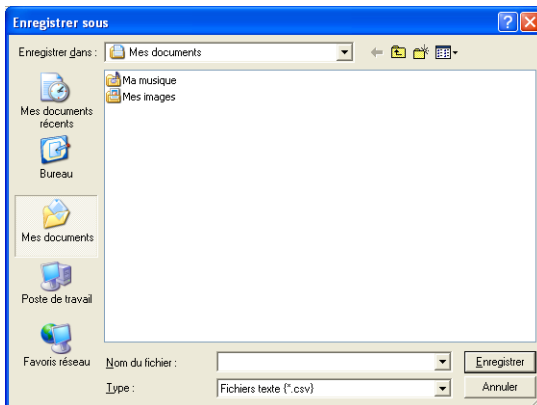 Enregistrer sous
Enregistrer dans : Mes documents
Ma musique
Mes images
Mes documents
récents
Bureau
Mes documents
Poste de travail
Favoris réseau
Nom du fichier :
Enregistrer
Type : Fichiers texte {*.csv}
Annuler